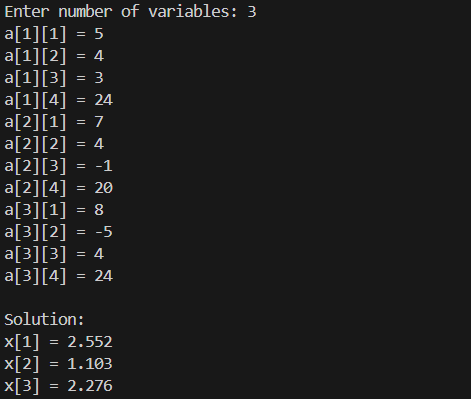 Enter number of variables: 3
a[1][1] = 5
a[1][2] = 4
a[1][3] = 3
a[1][4] = 24
a[2][1] = 7
a[2][2] = 4
a[2][3] = -1
a[2][4] = 20
a[3][1] = 8
a[3][2] = -5
a[3][3] = 4
a[3][4] = 24

Solution:
x[1] = 2.552
x[2] = 1.103
x[3] = 2.276